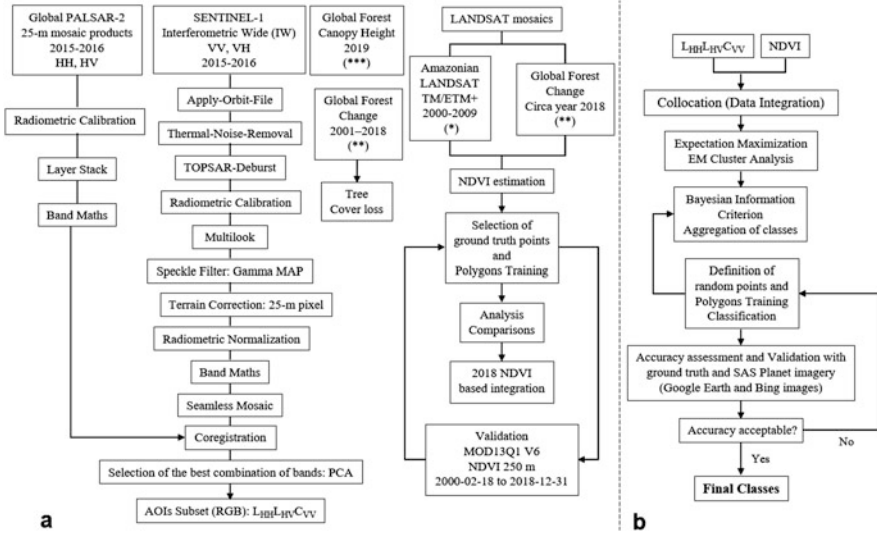 Global PALSAR-2
25-m mosaic products
2015-2016
HH, HV
Radiometric Calibration
Layer Stack
Band Maths
SENTINEL-1
Interferometric Wide (IW)
VV, VH
2015-2016
Apply-Orbit-File
Thermal-Noise-Removal
TOPSAR-Deburst
Radiometric Calibration
Multilook
Speckle Filter: Gamma MAP
Terrain Correction: 25-m pixel
Radiometric Normalization
Band Maths
Seamless Mosaic
Coregistration
Selection of the best combination of bands: PCA
AOIs Subset (RGB): LHHLHVCVV
Global Forest
Canopy Height
2019
(***)
Global Forest
Change
2001–2018
(**)
Tree
Cover loss
LANDSAT mosaics
Amazonian
LANDSAT
TM/ETM+
2000-2009
(*)
Global Forest
Change
Circa year 2018
(**)
NDVI estimation
Selection of
ground truth points
and
Polygons Training
Analysis
Comparisons
2018 NDVI
based integration
Validation
MOD13Q1 V6
NDVI 250 m
2000-02-18 to 2018-12-31
a
LHHLHVCVV
NDVI
Collocation (Data Integration)
Expectation Maximization
EM Cluster Analysis
Bayesian Information
Criterion
Aggregation of classes
Definition of
random points and
Polygons Training
Classification
Accuracy assessment and Validation with
ground truth and SAS Planet imagery
(Google Earth and Bing images)
Accuracy acceptable?
No
Yes
Final Classes
b